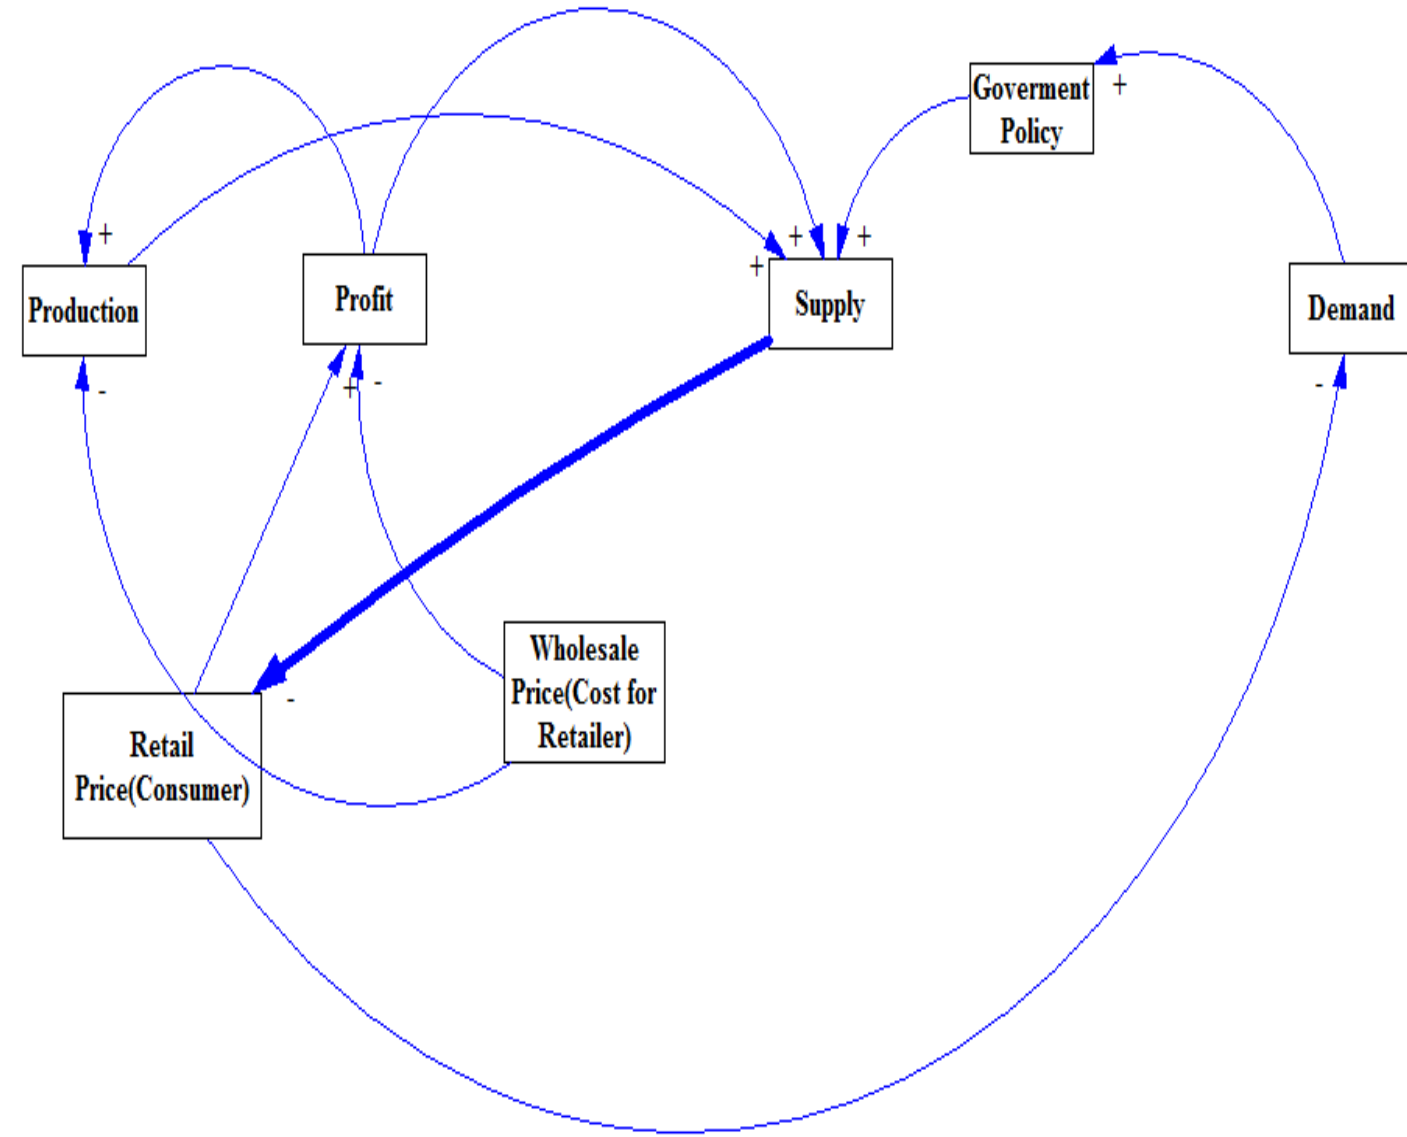 Goverment
Policy
+
+
+
+
+
Production
Profit
Supply
Demand
-
+
-
-
Wholesale
Price(Cost for
Retailer)
-
Retail
Price(Consumer)